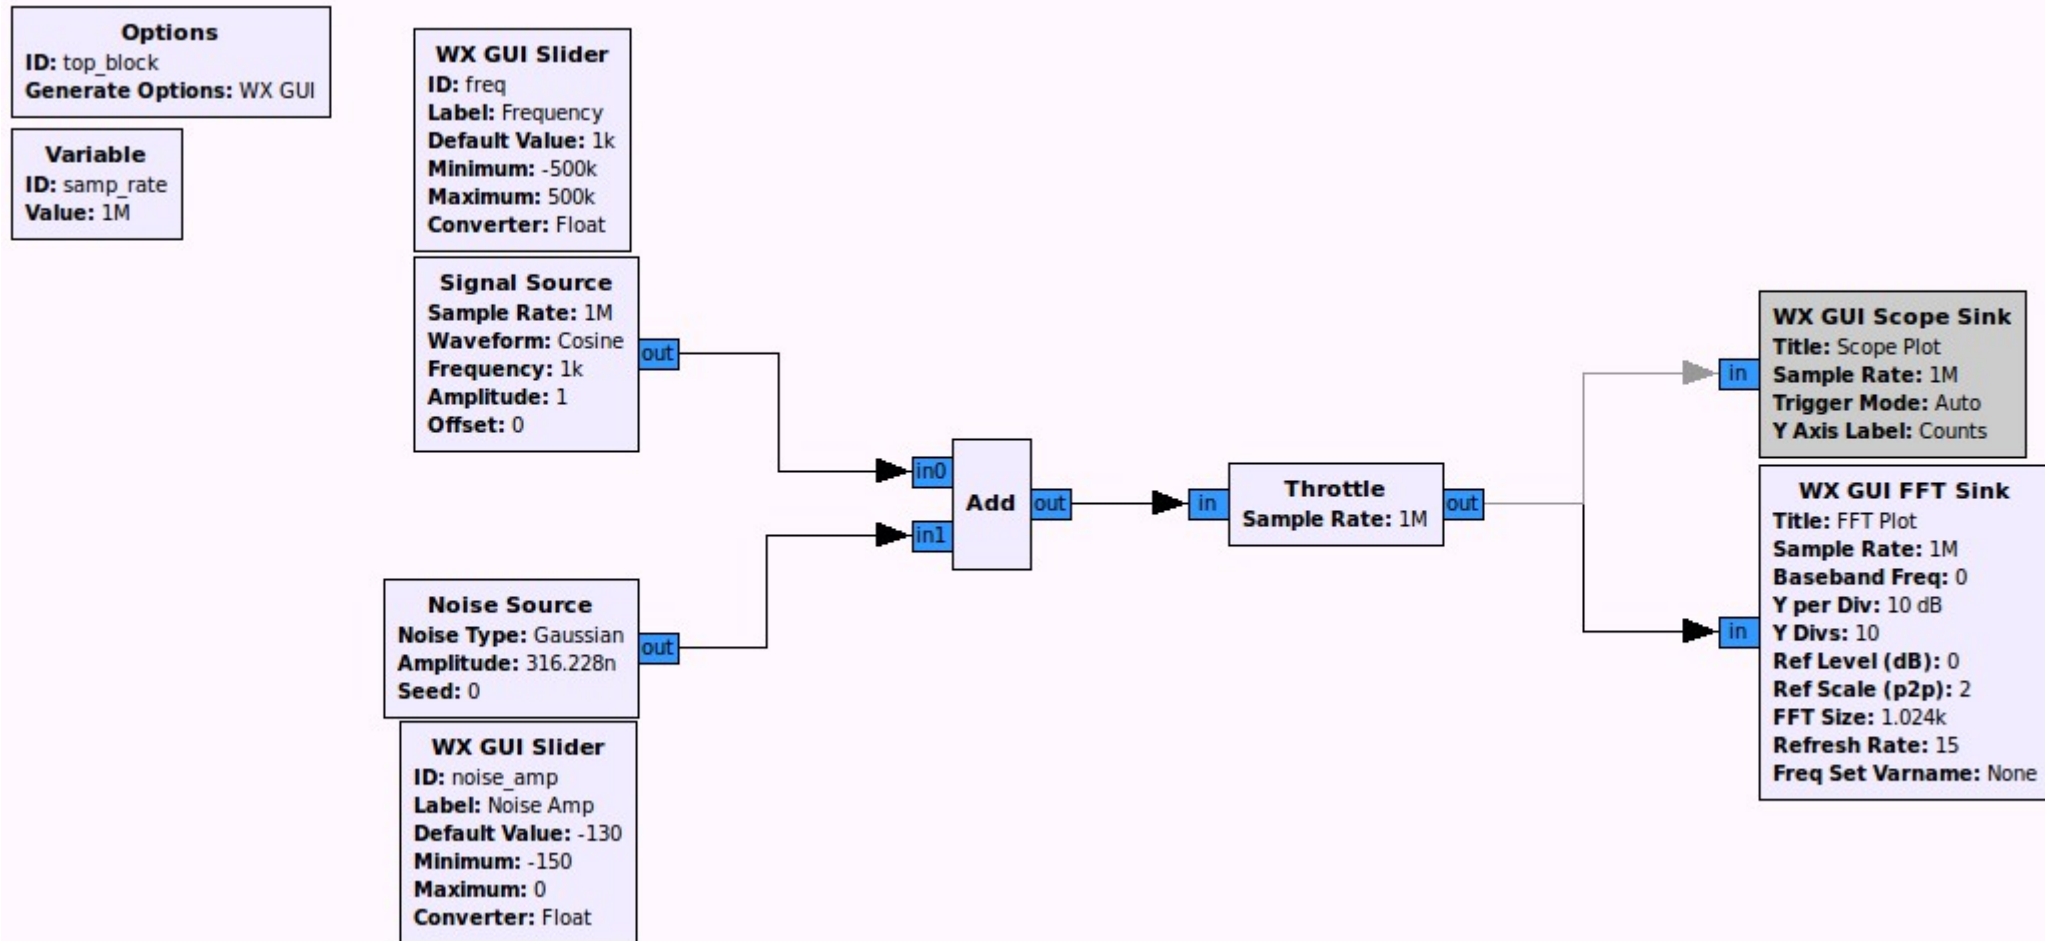 Options
ID: top_block
Generate Options: WX GUI
Variable
ID: samp_rate
Value: 1M
WX GUI Slider
ID: freq
Label: Frequency
Default Value: 1k
Minimum: -500k
Maximum: 500k
Converter: Float
Signal Source
Sample Rate: 1M
Waveform: Cosine
Frequency: 1k
Amplitude: 1
Offset: 0
out
Noise Source
Noise Type: Gaussian
Amplitude: 316.228n
Seed: 0
out
WX GUI Slider
ID: noise_amp
Label: Noise Amp
Default Value: -130
Minimum: -150
Maximum: 0
Converter: Float
in0
in1
Add
out
in
Throttle
Sample Rate: 1M
out
in
WX GUI Scope Sink
Title: Scope Plot
Sample Rate: 1M
Trigger Mode: Auto
Y Axis Label: Counts
in
WX GUI FFT Sink
Title: FFT Plot
Sample Rate: 1M
Baseband Freq: 0
Y per Div: 10 dB
Y Divs: 10
Ref Level (dB): 0
Ref Scale (p2p): 2
FFT Size: 1.024k
Refresh Rate: 15
Freq Set Varname: None